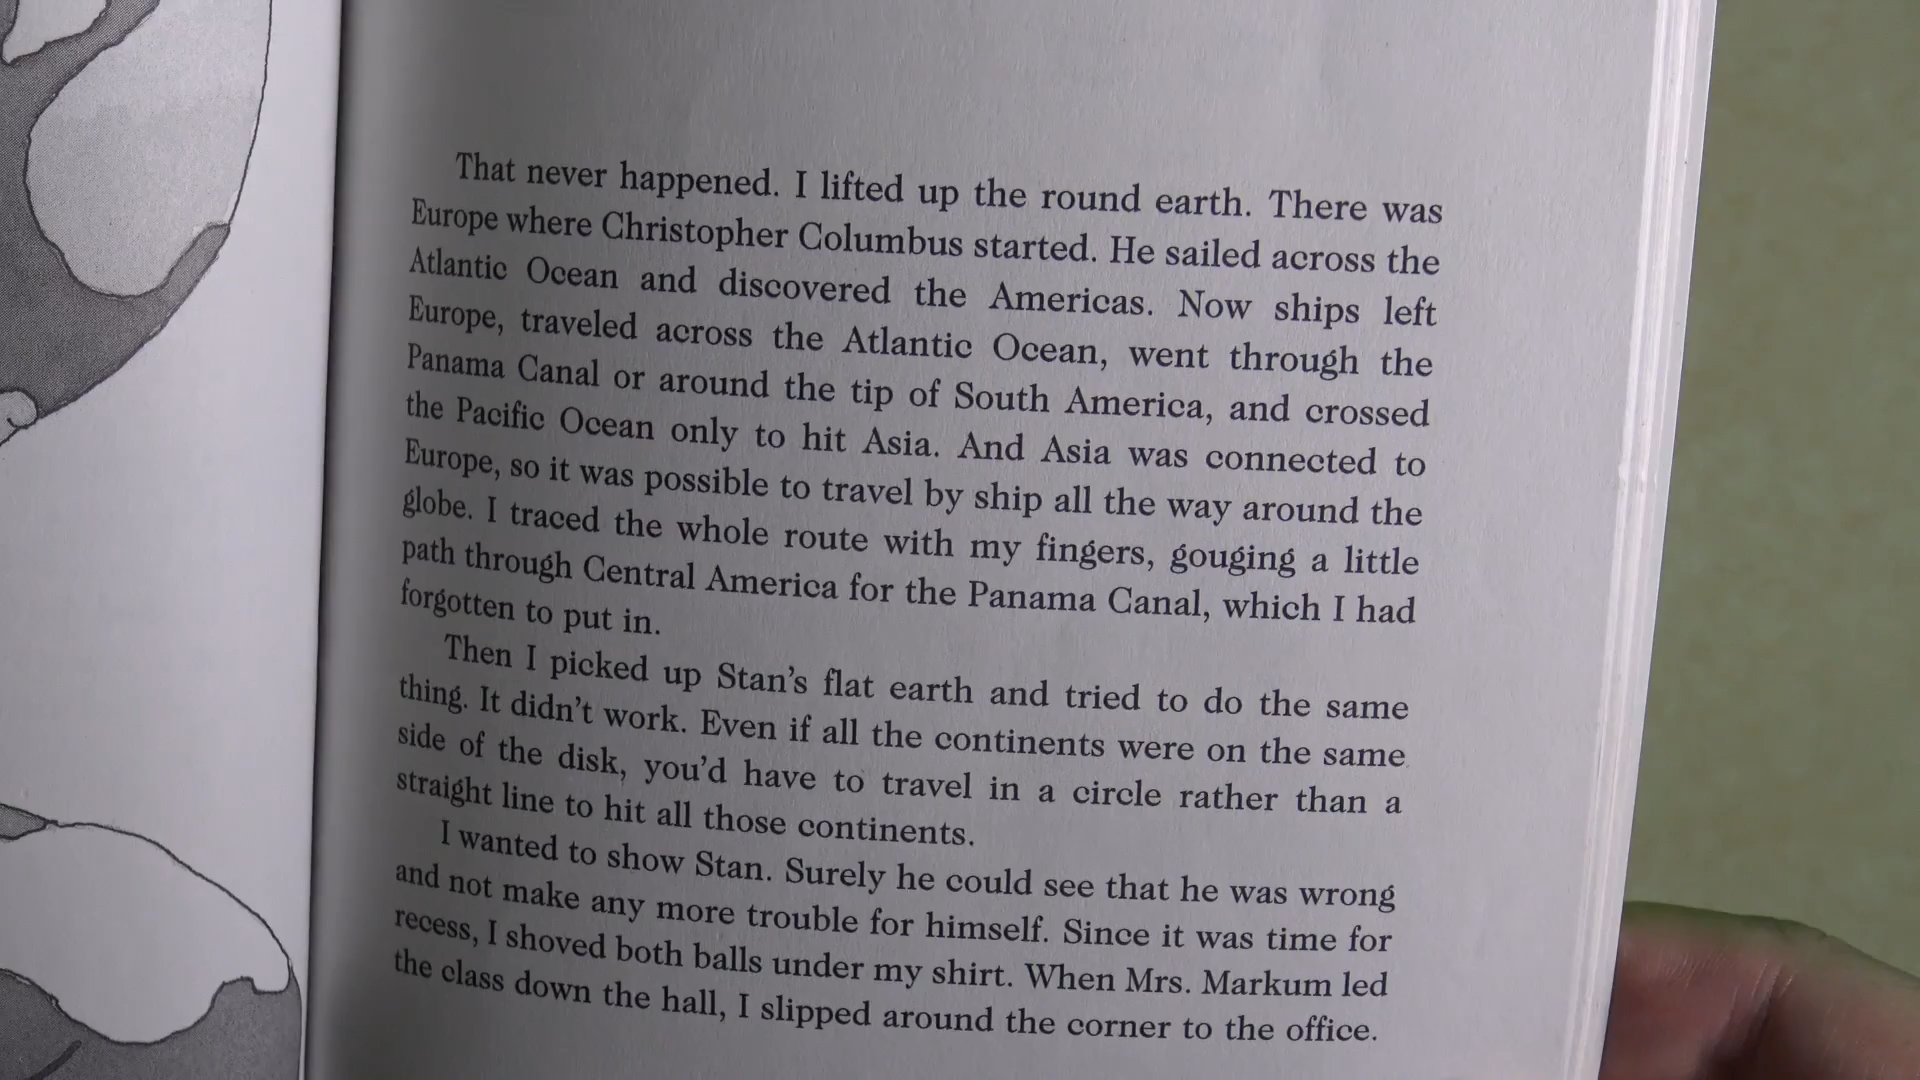 That never happened. I lifted up the round earth. There was
Europe where Christopher Columbus started. He sailed across the
Atlantic Ocean and discovered the Americas. Now ships left
Europe, traveled across the Atlantic Ocean, went through the
Panama Canal or around the tip of South America, and crossed
the Pacific Ocean only to hit Asia. And Asia was connected to
Europe, so it was possible to travel by ship all the way around the
globe. I traced the whole route with my fingers, gouging a little
path through Central America for the Panama Canal, which I had
forgotten to put in.
Then I picked up Stan's flat earth and tried to do the same
thing. It didn't work. Even if all the continents were on the same
side of the disk, you'd have to travel in a circle rather than a
straight line to hit all those continents.
I wanted to show Stan. Surely he could see that he was wrong
and not make any more trouble for himself. Since it was time for
recess, I shoved both balls under my shirt. When Mrs. Markum led
the class down the hall, I slipped around the corner to the office.